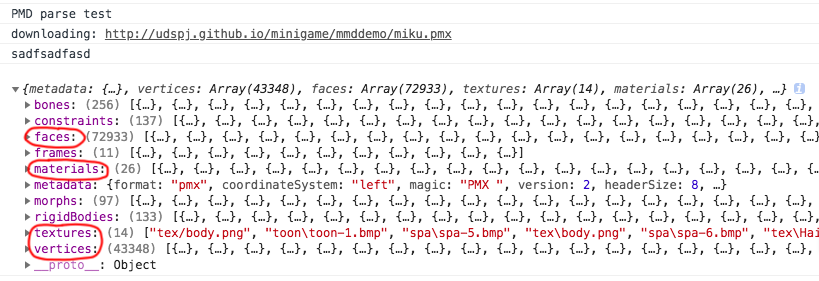 PMD parse test
downloading: http://udspj.github.io/minigame/mmddemo/miku.pmx
sadfsadfasd
▼{metadata: {…}, vertices: Array(43348), faces: Array(72933), textures: Array(14), materials: Array(26), …} i
▶bones: (256) [{…}, {…}, {…}, {…}, {…}, {…}, {…}, {…}, {…}, {…}, {…}, {…}, {…}, {…}, {…}, {…}, {…}, {…}, {…},
▶constraints: (137) [{…}, {…}, {…}, {…}, {…}, {…}, {…}, {…}, {…}, {…}, {…}, {…}, {…}, {…}, {…}, {…}, {…}, {…},
▶faces: (72933) [{…}, {…}, {…}, {…}, {…}, {…}, {…}, {…}, {…}, {…}, {…}, {…}, {…}, {…}, {…}, {…}, {…}, {…},
▶frames: (11) [{…}, {…}, {…}, {…}, {…}, {…}, {…}, {…}, {…}, {…}, {…}]
▶materials: (26) [{…}, {…}, {…}, {…}, {…}, {…}, {…}, {…}, {…}, {…}, {…}, {…}, {…}, {…}, {…}, {…}, {…}, {…},
▶metadata: {format: "pmx", coordinateSystem: "left", magic: "PMX ", version: 2, headerSize: 8, …}
▶morphs: (97) [{…}, {…}, {…}, {…}, {…}, {…}, {…}, {…}, {…}, {…}, {…}, {…}, {…}, {…}, {…}, {…}, {…}, {…}, {…},
▶rigidBodies: (133) [{…}, {…}, {…}, {…}, {…}, {…}, {…}, {…}, {…}, {…}, {…}, {…}, {…}, {…}, {…}, {…}, {…}, {…},
▶textures: (14) ["tex/body.png", "toon\toon-1.bmp", "spa\spa-5.bmp", "tex\body.png", "spa\spa-6.bmp", "tex\Hai
▶vertices: (43348) [{…}, {…}, {…}, {…}, {…}, {…}, {…}, {…}, {…}, {…}, {…}, {…}, {…}, {…}, {…}, {…}, {…}, {…},
▶__proto__: Object